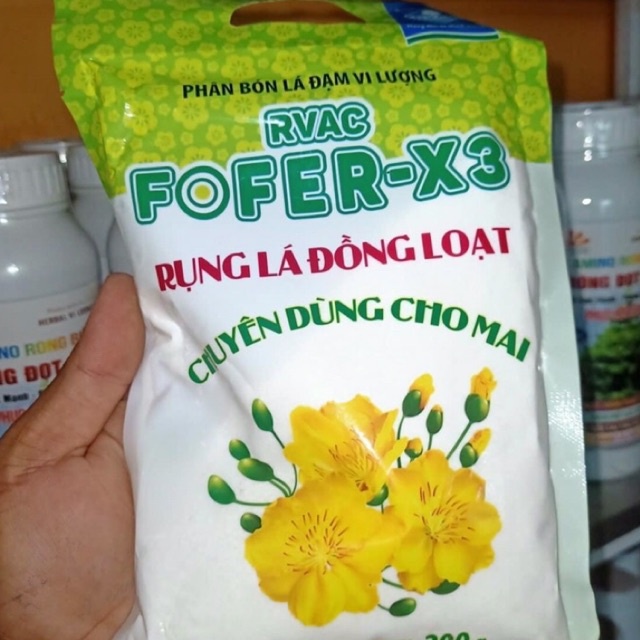 PHÂN BÓN LÁ ĐẠM VI LƯỢNG
RVAC
FOFER-X3
RỤNG LÁ ĐỒNG LOẠT
CHUYÊN DÙNG CHO MAI